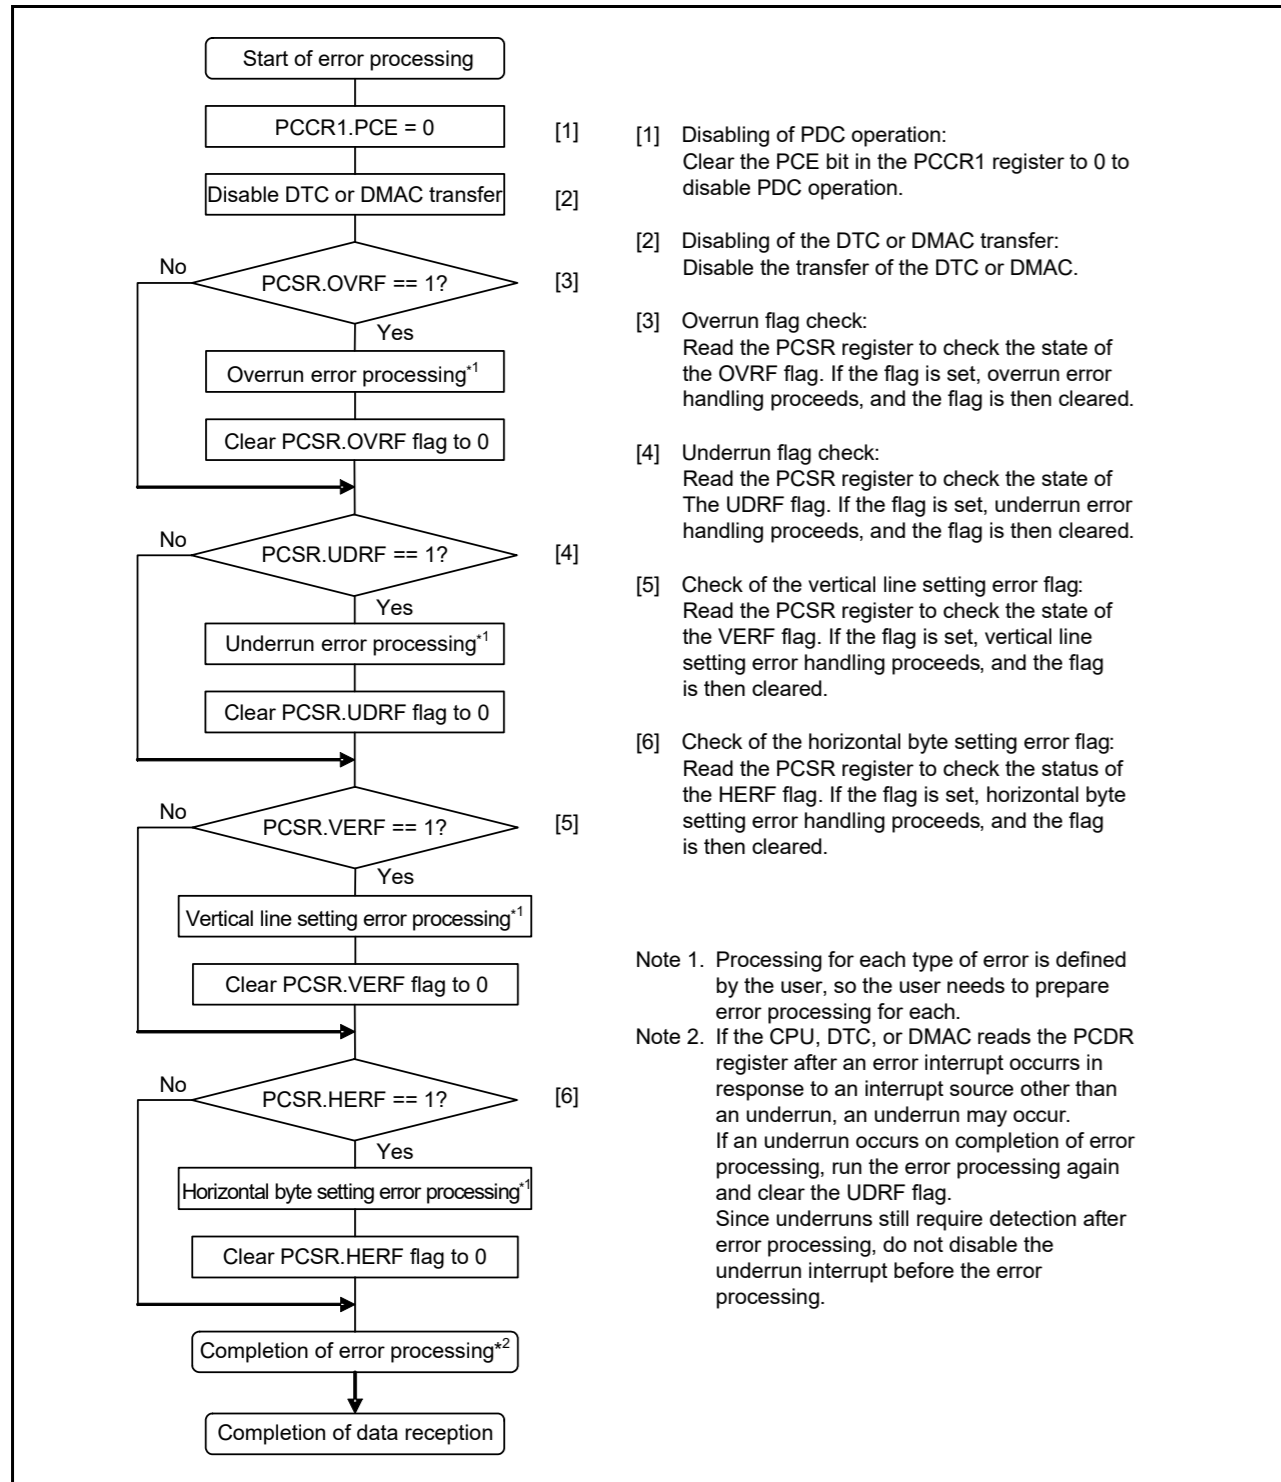 Start of error processing
PCCR1.PCE = 0
[1]
Disable DTC or DMAC transfer
[2]
No
PCSR.OVRF == 1?
[3]
Yes
Overrun error processing*1
Clear PCSR.OVRF flag to 0
No
PCSR.UDRF == 1?
[4]
Yes
Underrun error processing*1
Clear PCSR.UDRF flag to 0
No
PCSR.VERF == 1?
[5]
Yes
Vertical line setting error processing*1
Clear PCSR.VERF flag to 0
No
PCSR.HERF == 1?
[6]
Yes
Horizontal byte setting error processing*1
Clear PCSR.HERF flag to 0
Completion of error processing*2
Completion of data reception
[1] Disabling of PDC operation:
Clear the PCE bit in the PCCR1 register to 0 to
disable PDC operation.
[2] Disabling of the DTC or DMAC transfer:
Disable the transfer of the DTC or DMAC.
[3] Overrun flag check:
Read the PCSR register to check the state of
the OVRF flag. If the flag is set, overrun error
handling proceeds, and the flag is then cleared.
[4] Underrun flag check:
Read the PCSR register to check the state of
The UDRF flag. If the flag is set, underrun error
handling proceeds, and the flag is then cleared.
[5] Check of the vertical line setting error flag:
Read the PCSR register to check the state of
the VERF flag. If the flag is set, vertical line
setting error handling proceeds, and the flag
is then cleared.
[6] Check of the horizontal byte setting error flag:
Read the PCSR register to check the status of
the HERF flag. If the flag is set, horizontal byte
setting error handling proceeds, and the flag
is then cleared.
Note 1. Processing for each type of error is defined
by the user, so the user needs to prepare
error processing for each.
Note 2. If the CPU, DTC, or DMAC reads the PCDR
register after an error interrupt occurrs in
response to an interrupt source other than
an underrun, an underrun may occur.
If an underrun occurs on completion of error
processing, run the error processing again
and clear the UDRF flag.
Since underruns still require detection after
error processing, do not disable the
underrun interrupt before the error
processing.